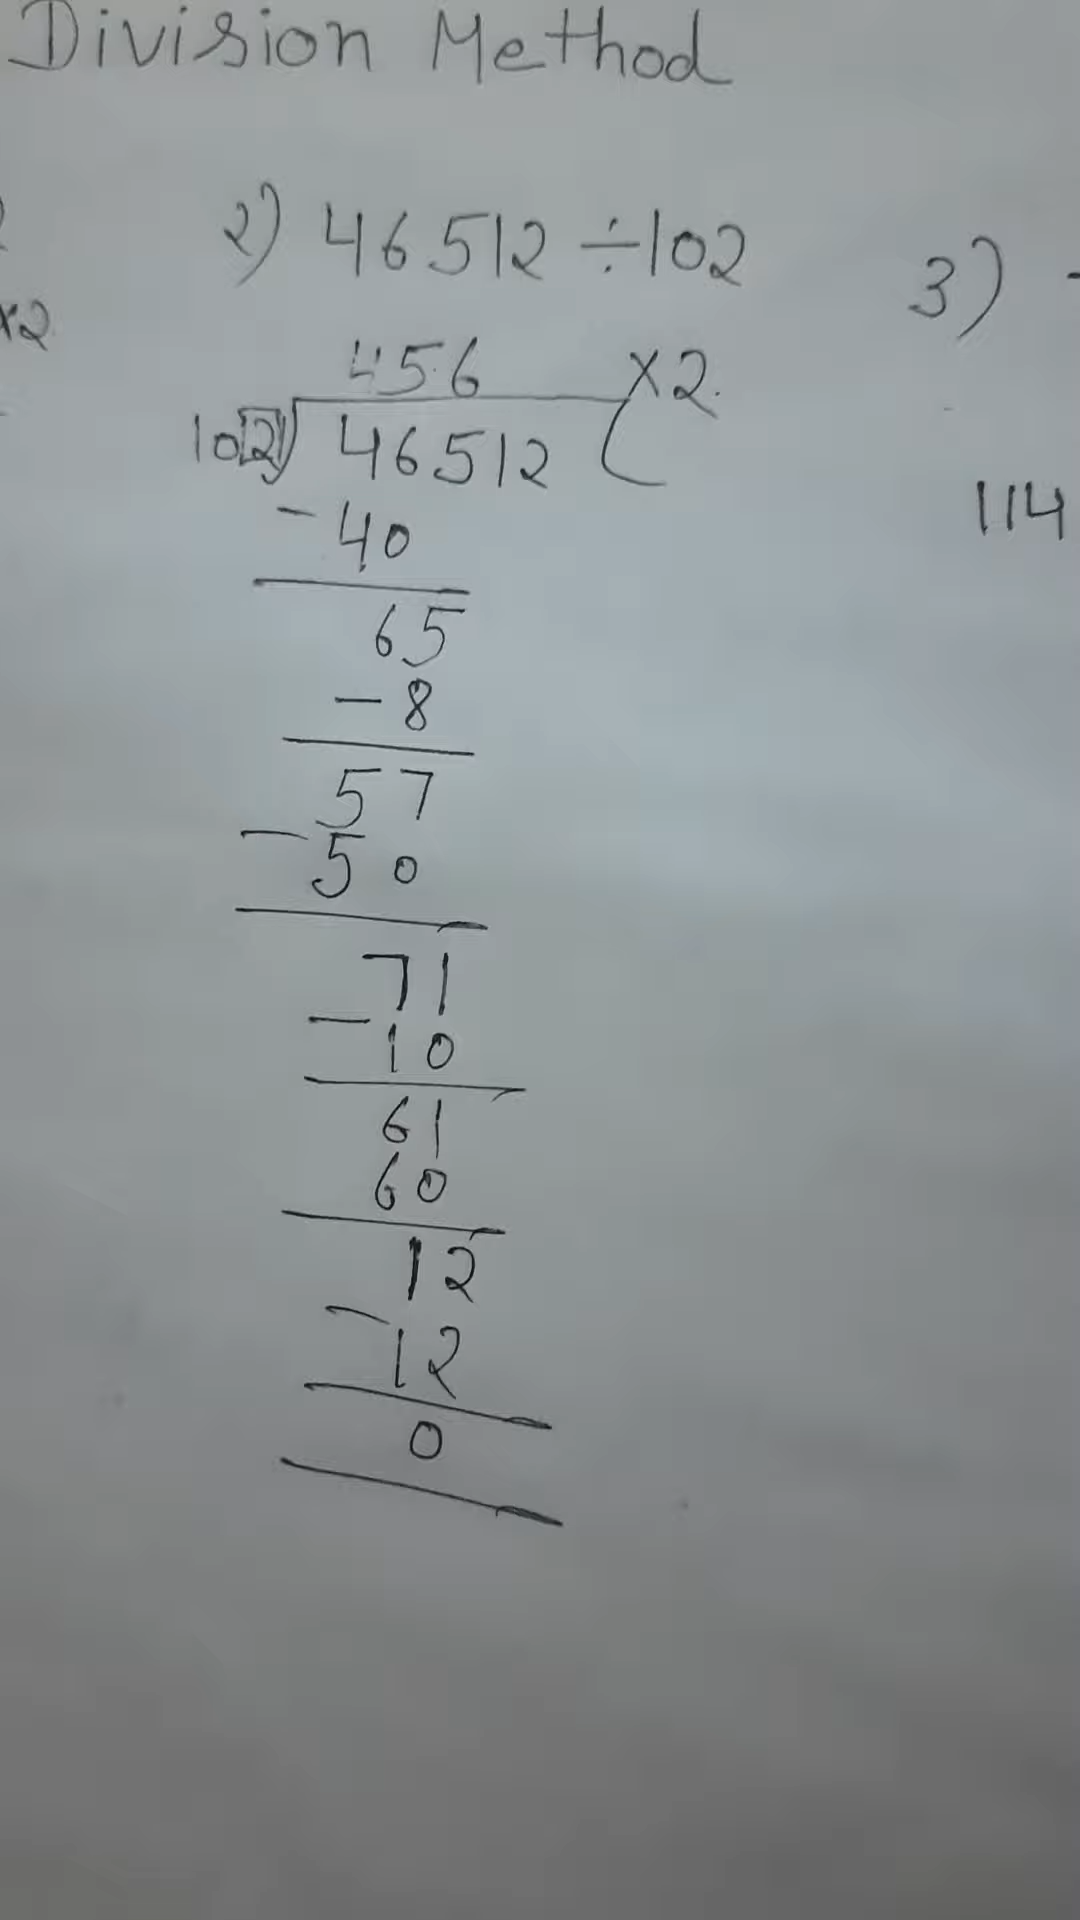 Division Method
x2
2) 46512 ÷ 102
3)
456 x2.
102) 46512 (
114
- 40
65
- 8
57
- 50
71
- 10
61
60
12
- 12
0